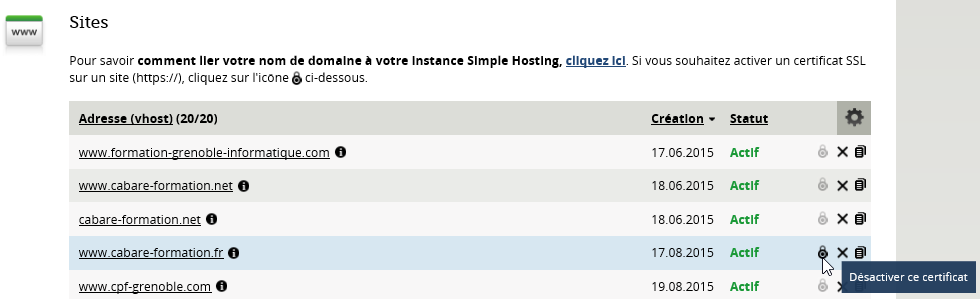 www
Sites
Pour savoir comment lier votre nom de domaine à votre instance Simple Hosting, cliquez ici. Si vous souhaitez activer un certificat SSL
sur un site (https://), cliquez sur l'icône ci-dessous.
Adresse (vhost) (20/20) Création Statut
www.formation-grenoble-informatique.com 17.06.2015 Actif
www.cabare-formation.net 18.06.2015 Actif
cabare-formation.net 18.06.2015 Actif
www.cabare-formation.fr 17.08.2015 Actif
Désactiver ce certificat
www.cpf-grenoble.com 19.08.2015 Actif